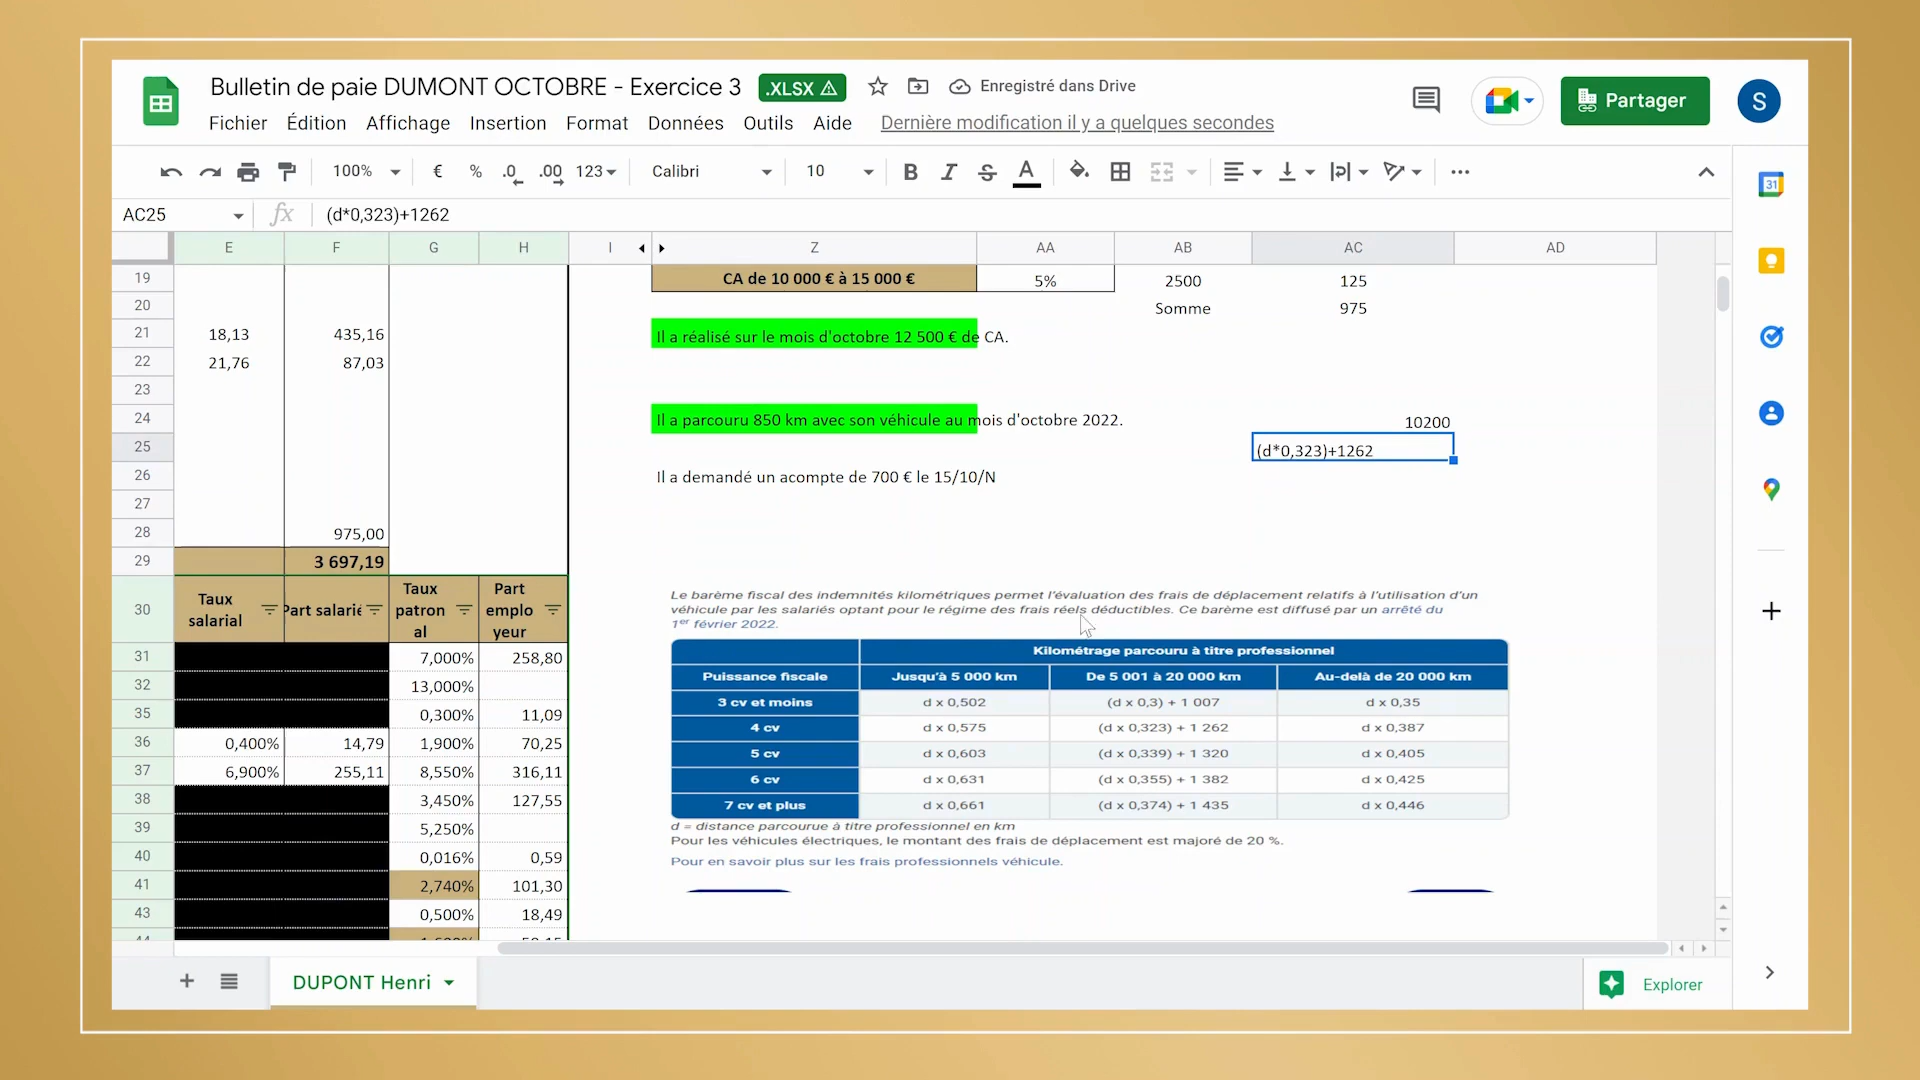 Bulletin de paie DUMONT OCTOBRE - Exercice 3 .XLSX Enregistré dans Drive
Partager S
Fichier Édition Affichage Insertion Format Données Outils Aide Dernière modification il y a quelques secondes
100% € % .0 .00 123 Calibri 10 B I S A
31
AC25 fx (d*0,323)+1262
E F G H I Z AA AB AC AD
19 CA de 10 000 € à 15 000 € 5% 2500 125
20 Somme 975
21 18,13 435,16 Il a réalisé sur le mois d'octobre 12 500 € de CA.
22 21,76 87,03
23
24 Il a parcouru 850 km avec son véhicule au mois d'octobre 2022. 10200
25 (d*0,323)+1262
26 Il a demandé un acompte de 700 € le 15/10/N
27
28 975,00
29 3 697,19
30 Taux salarial Part salarié Taux patronal Part employeur
31 7,000% 258,80
32 13,000%
35 0,300% 11,09
36 0,400% 14,79 1,900% 70,25
37 6,900% 255,11 8,550% 316,11
38 3,450% 127,55
39 5,250%
40 0,016% 0,59
41 2,740% 101,30
43 0,500% 18,49
44
Le barème fiscal des indemnités kilométriques permet l'évaluation des frais de déplacement relatifs à l'utilisation d'un
véhicule par les salariés optant pour le régime des frais réels déductibles. Ce barème est diffusé par un arrêté du
1er février 2022.
Kilométrage parcouru à titre professionnel
Puissance fiscale Jusqu'à 5 000 km De 5 001 à 20 000 km Au-delà de 20 000 km
3 cv et moins d x 0,502 (d x 0,3) + 1 007 d x 0,35
4 cv d x 0,575 (d x 0,323) + 1 262 d x 0,387
5 cv d x 0,603 (d x 0,339) + 1 320 d x 0,405
6 cv d x 0,631 (d x 0,355) + 1 382 d x 0,425
7 cv et plus d x 0,661 (d x 0,374) + 1 435 d x 0,446
d = distance parcourue à titre professionnel en km
Pour les véhicules électriques, le montant des frais de déplacement est majoré de 20 %.
Pour en savoir plus sur les frais professionnels véhicule.
DUPONT Henri
Explorer